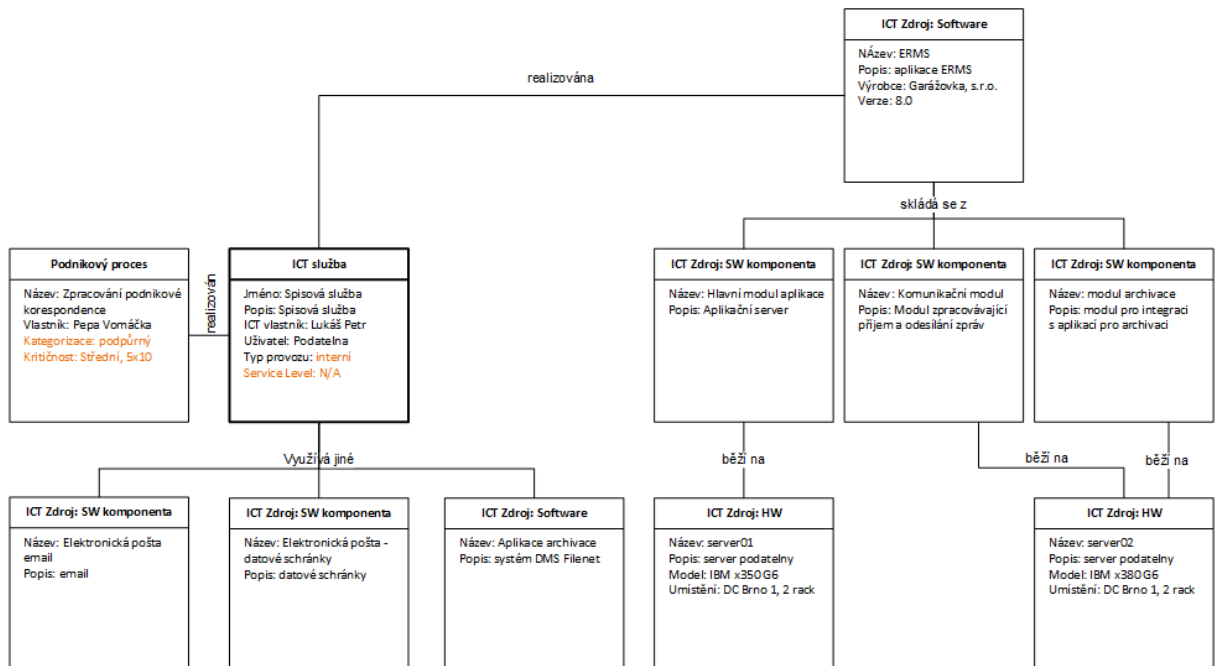 ICT Zdroj: Software
NÁzev: ERMS
Popis: aplikace ERMS
Výrobce: Garážovka, s.r.o.
Verze: 8.0
realizována
skládá se z
Podnikový proces
Název: Zpracování podnikové
korespondence
Vlastník: Pepa Vomáčka
Kategorizace: podpůrný
Kritičnost: Střední, 5x10
realizován
ICT služba
Jméno: Spisová služba
Popis: Spisová služba
ICT vlastník: Lukáš Petr
Uživatel: Podatelna
Typ provozu: interní
Service Level: N/A
ICT Zdroj: SW komponenta
Název: Hlavní modul aplikace
Popis: Aplikační server
ICT Zdroj: SW komponenta
Název: Komunikační modul
Popis: Modul zpracovávající
příjem a odesílání zpráv
ICT Zdroj: SW komponenta
Název: modul archivace
Popis: modul pro integraci
s aplikací pro archivaci
Využívá jiné
běží na
běží na
běží na
ICT Zdroj: SW komponenta
Název: Elektronická pošta
email
Popis: email
ICT Zdroj: SW komponenta
Název: Elektronická pošta -
datové schránky
Popis: datové schránky
ICT Zdroj: Software
Název: Aplikace archivace
Popis: systém DMS Filenet
ICT Zdroj: HW
Název: server01
Popis: server podatelny
Model: IBM x350G6
Umístění: DC Brno 1, 2 rack
ICT Zdroj: HW
Název: server02
Popis: server podatelny
Model: IBM x380G6
Umístění: DC Brno 1, 2 rack